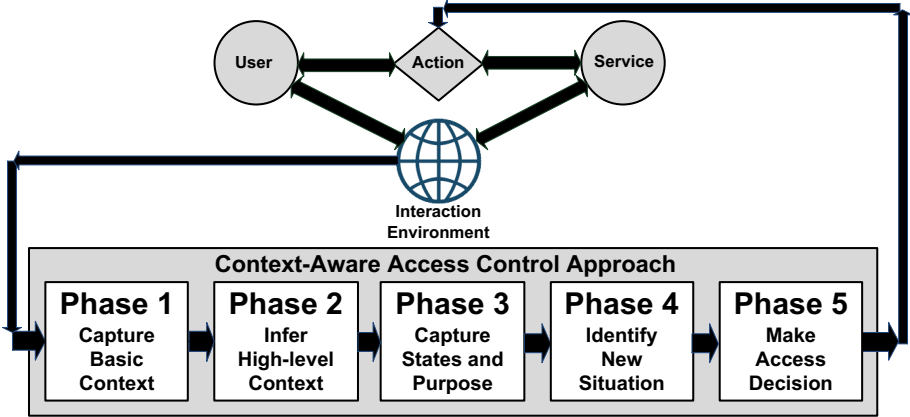 User
Action
Service
Interaction
Environment
Context-Aware Access Control Approach
Phase 1
Capture
Basic
Context
Phase 2
Infer
High-level
Context
Phase 3
Capture
States and
Purpose
Phase 4
Identify
New
Situation
Phase 5
Make
Access
Decision